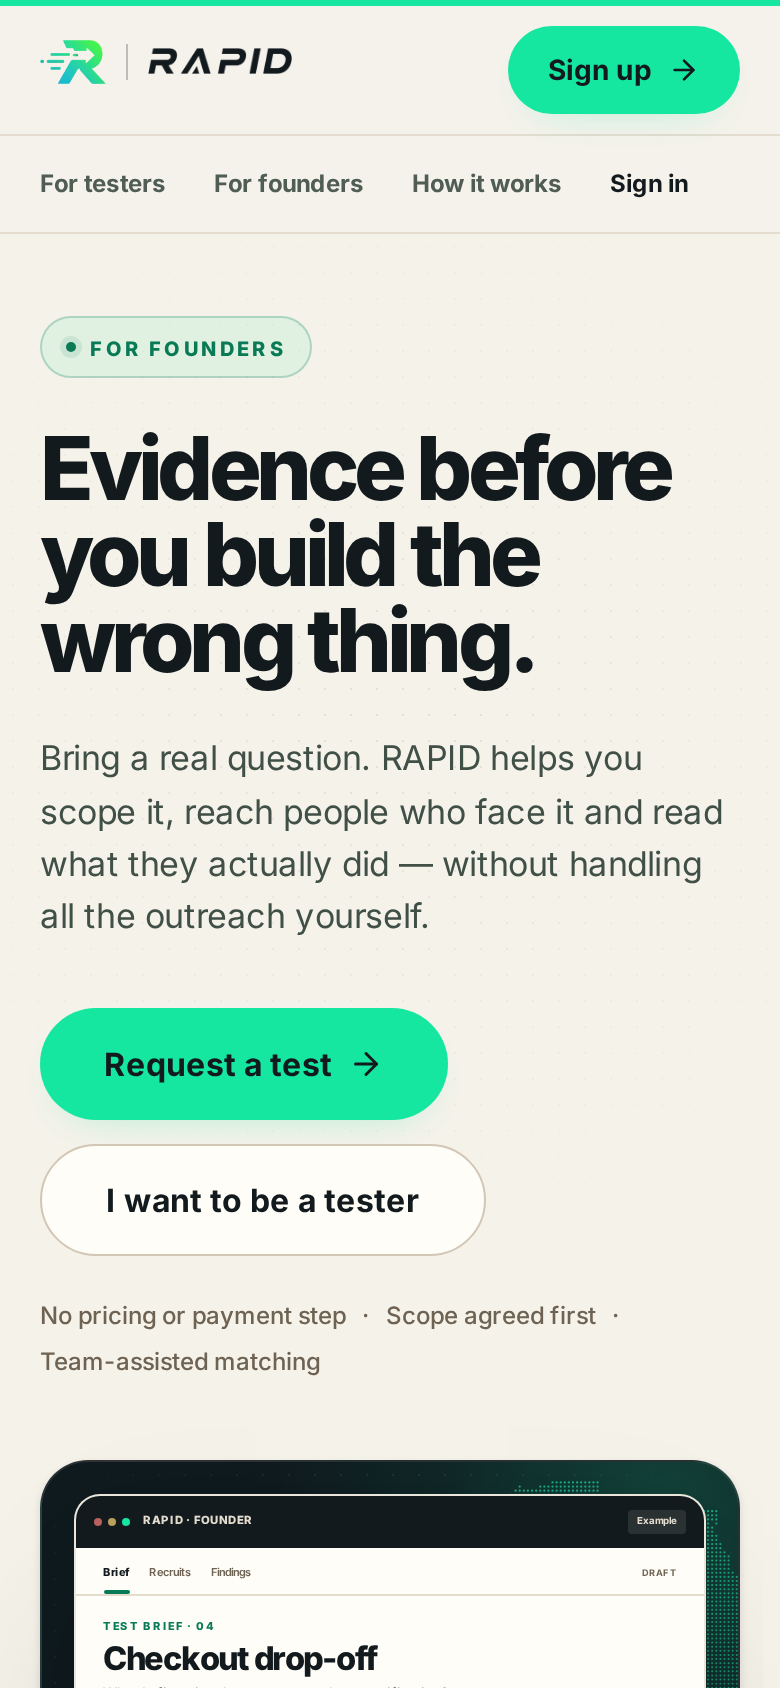 RAPID
Sign up
For testers
For founders
How it works
Sign in
FOR FOUNDERS
Evidence before
you build the
wrong thing.
Bring a real question. RAPID helps you
scope it, reach people who face it and read
what they actually did — without handling
all the outreach yourself.
Request a test
I want to be a tester
No pricing or payment step · Scope agreed first ·
Team-assisted matching
RAPID · FOUNDER
Example
Brief
Recruits
Findings
DRAFT
TEST BRIEF · 04
Checkout drop-off